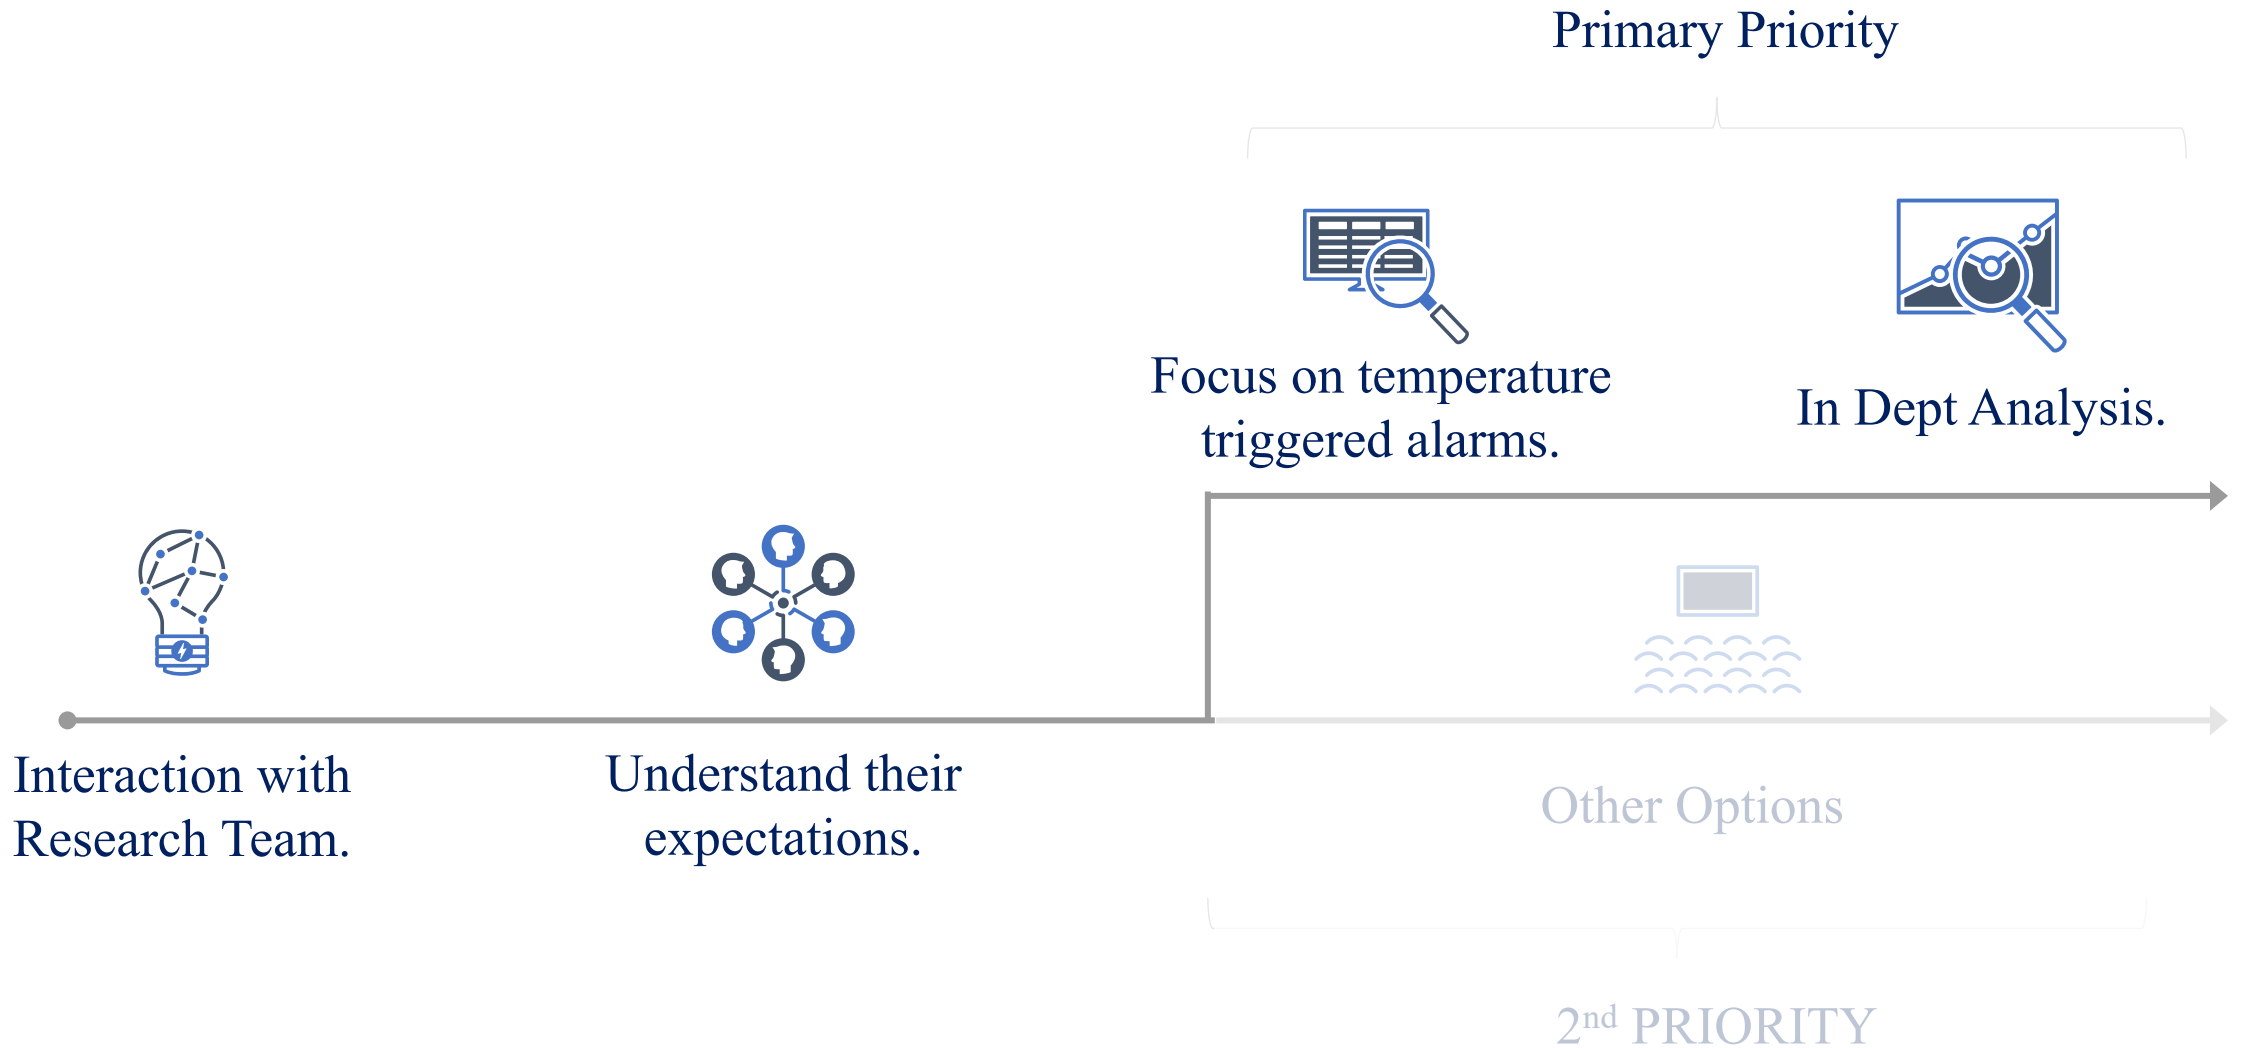 Primary Priority
Focus on temperature
triggered alarms.
In Dept Analysis.
Interaction with
Research Team.
Understand their
expectations.
Other Options
2nd PRIORITY